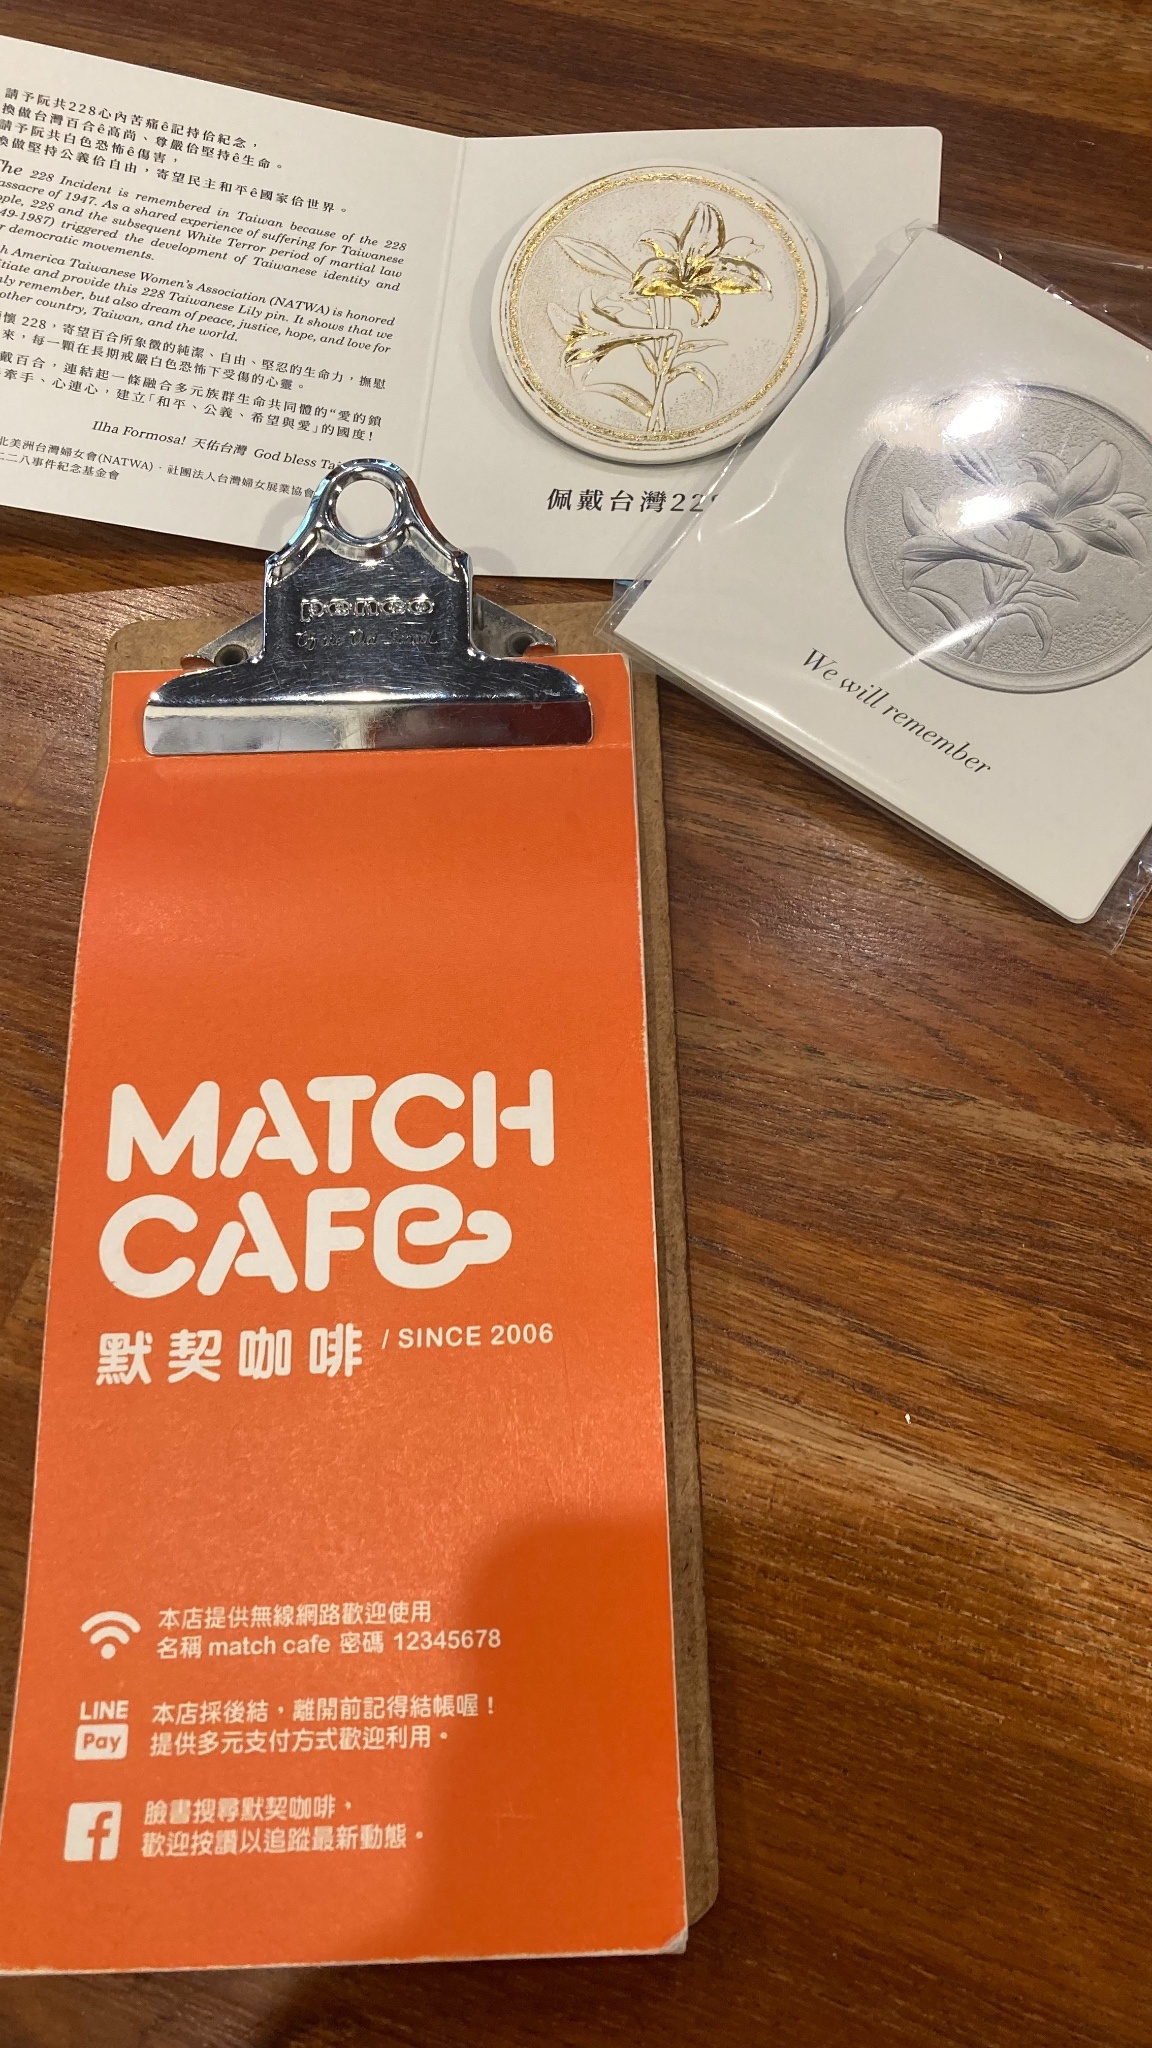 請予阮共228心內苦痛ê記持佮紀念，
換做台灣百合ê高尚、尊嚴佮堅持ê生命。
請予阮共白色恐怖ê傷害，
換做堅持公義佮自由，寄望民主和平ê國家佮世界。
The 228 Incident is remembered in Taiwan because of the 228
assacre of 1947. As a shared experience of suffering for Taiwanese
ople, 228 and the subsequent White Terror period of martial law
49-1987) triggered the development of Taiwanese identity and
r democratic movements.
h America Taiwanese Women's Association (NATWA) is honored
itiate and provide this 228 Taiwanese Lily pin. It shows that we
nly remember, but also dream of peace, justice, hope, and love for
other country, Taiwan, and the world.
懷 228，寄望百合所象徵的純潔、自由、堅忍的生命力，撫慰
來，每一顆在長期戒嚴白色恐怖下受傷的心靈。
戴百合，連結起一條融合多元族群生命共同體的“愛的鎖
牽手、心連心，建立「和平、公義、希望與愛」的國度！
Ilha Formosa! 天佑台灣 God bless Tai
北美洲台灣婦女會(NATWA)．社團法人台灣婦女展業協會
二二八事件紀念基金會
佩戴台灣228
We will remember
penco
MATCH
CAFe
默契咖啡 / SINCE 2006
本店提供無線網路歡迎使用
名稱 match cafe 密碼 12345678
LINE
Pay
本店採後結，離開前記得結帳喔！
提供多元支付方式歡迎利用。
臉書搜尋默契咖啡，
歡迎按讚以追蹤最新動態。